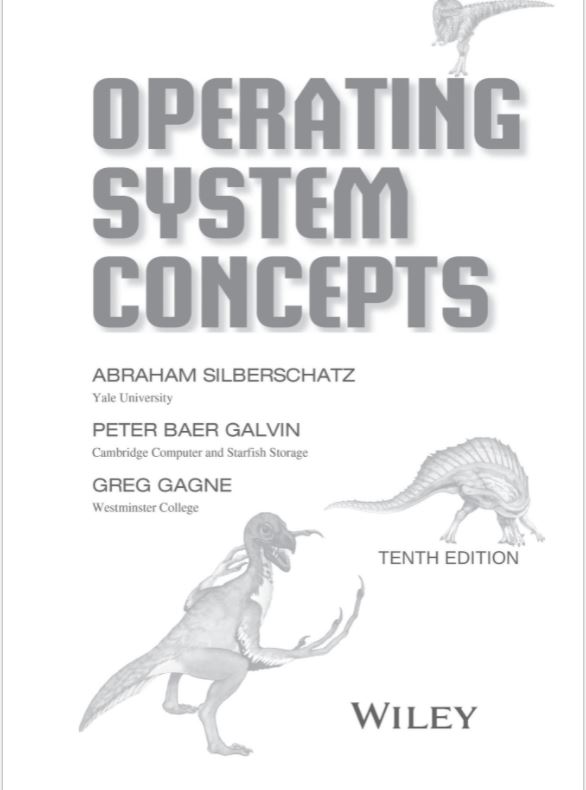 OPERATING
SYSTEM
CONCEPTS
ABRAHAM SILBERSCHATZ
Yale University
PETER BAER GALVIN
Cambridge Computer and Starfish Storage
GREG GAGNE
Westminster College
TENTH EDITION
WILEY